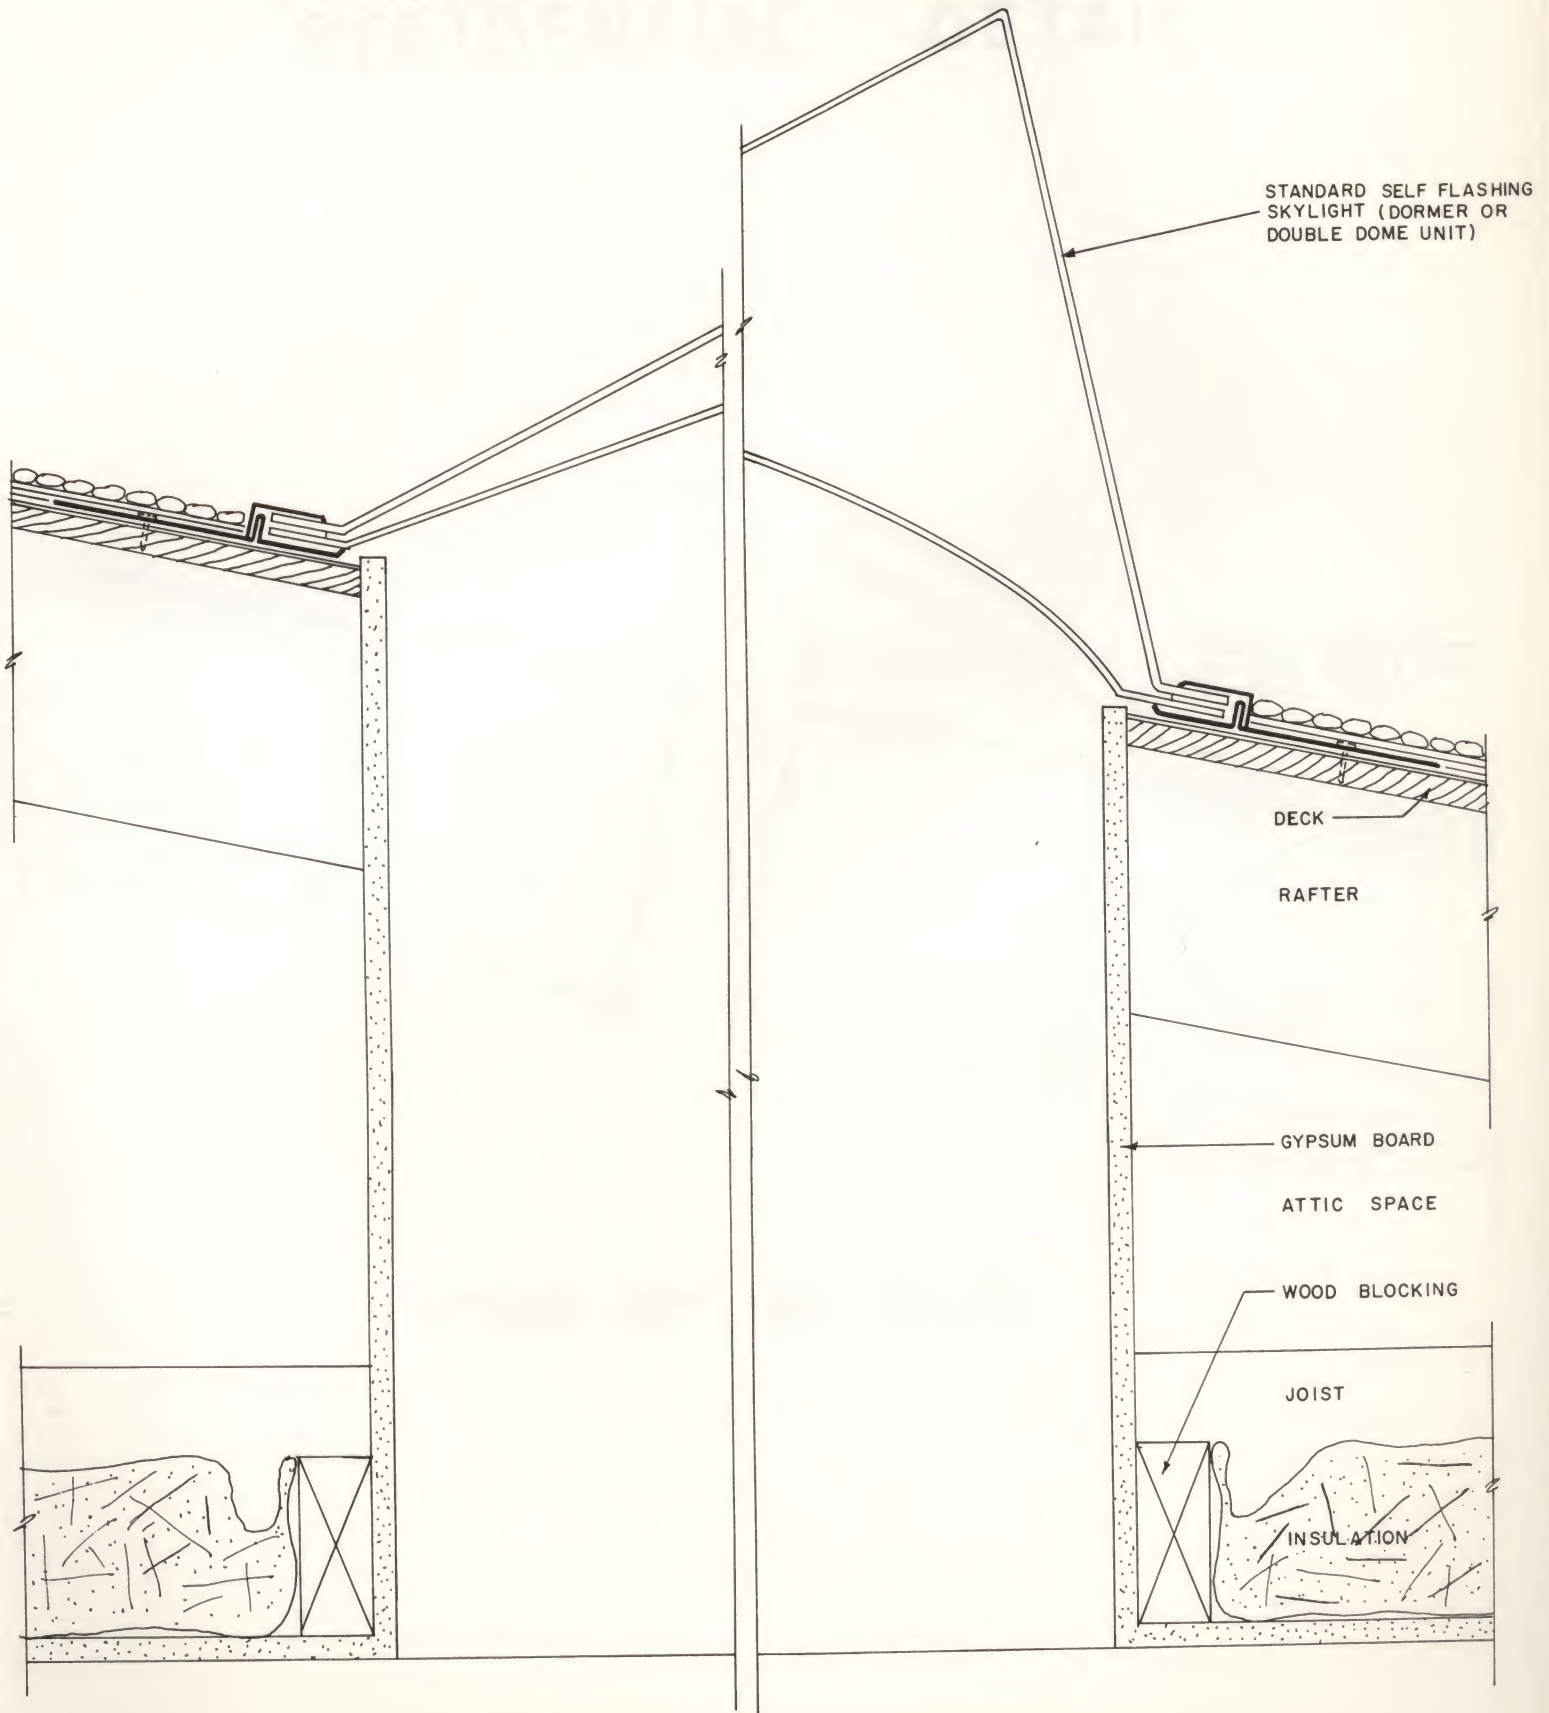 STANDARD SELF FLASHING
SKYLIGHT (DORMER OR
DOUBLE DOME UNIT)
DECK
RAFTER
GYPSUM BOARD
ATTIC SPACE
WOOD BLOCKING
JOIST
INSULATION